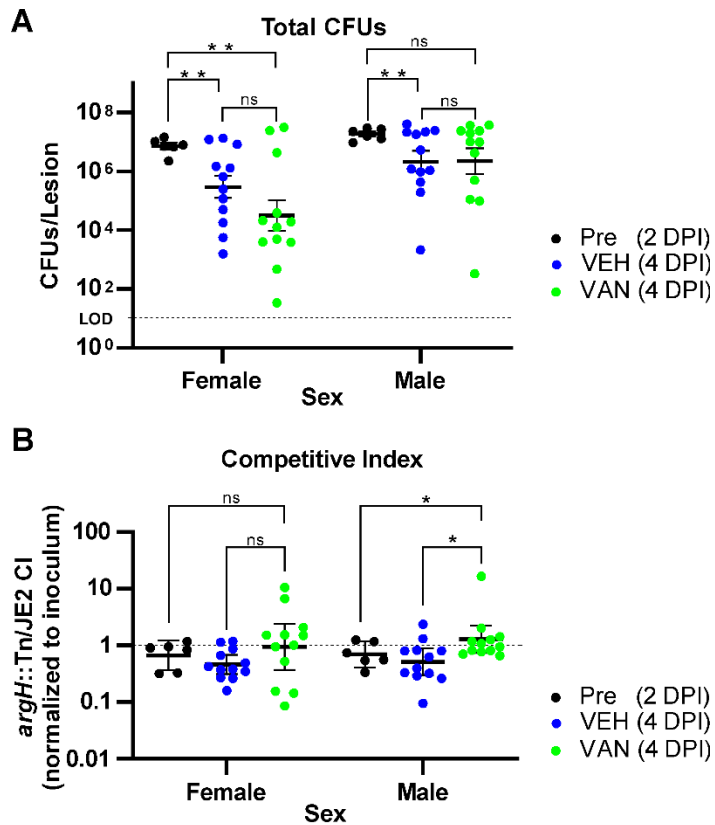 A
Total CFUs
* *
ns
* *
* *
ns
ns
10⁸
10⁶
10⁴
10²
LOD
10⁰
CFUs/Lesion
Female
Male
Sex
Pre (2 DPI)
VEH (4 DPI)
VAN (4 DPI)
B
Competitive Index
ns
*
ns
*
100
10
1
0.1
0.01
argH::Tn/JE2 CI
(normalized to inoculum)
Female
Male
Sex
Pre (2 DPI)
VEH (4 DPI)
VAN (4 DPI)